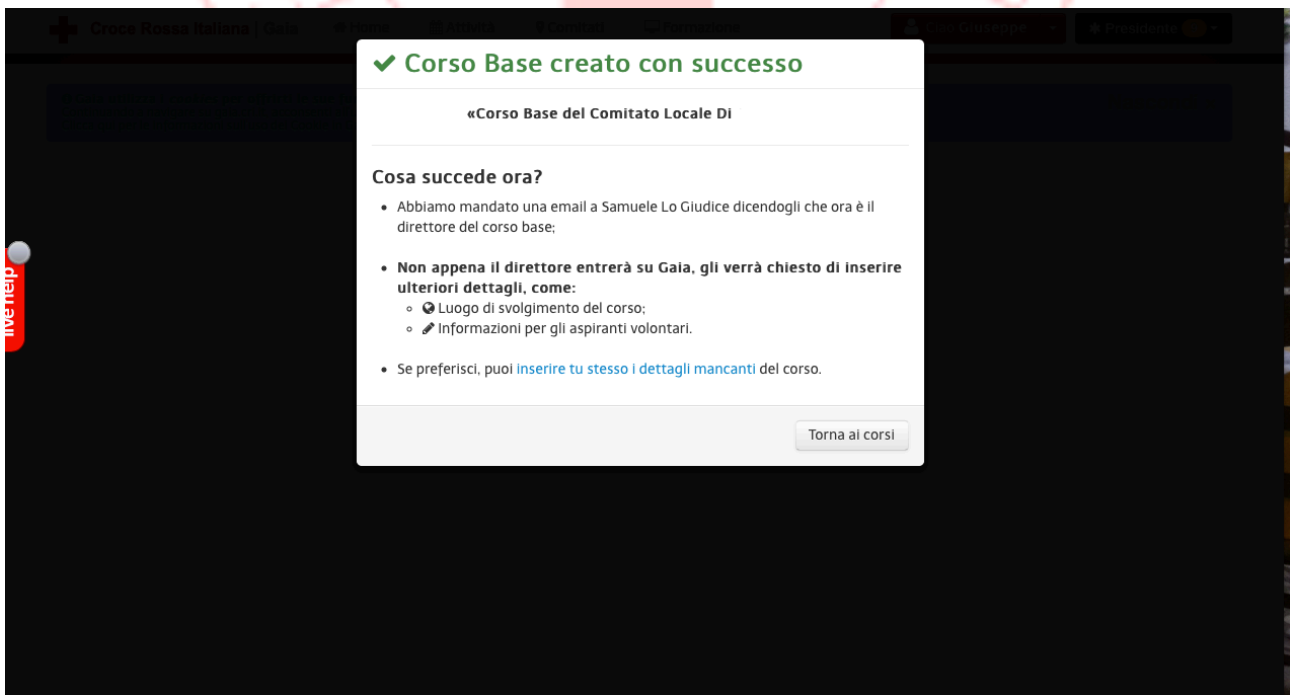 Croce Rossa Italiana | Gaia
Home
Attività
Comitati
Formazione
Ciao Giuseppe
Presidente
Corso Base creato con successo
«Corso Base del Comitato Locale Di
Cosa succede ora?
Abbiamo mandato una email a Samuele Lo Giudice dicendogli che ora è il
direttore del corso base;
Non appena il direttore entrerà su Gaia, gli verrà chiesto di inserire
ulteriori dettagli, come:
Luogo di svolgimento del corso;
Informazioni per gli aspiranti volontari.
Se preferisci, puoi inserire tu stesso i dettagli mancanti del corso.
Torna ai corsi
live help